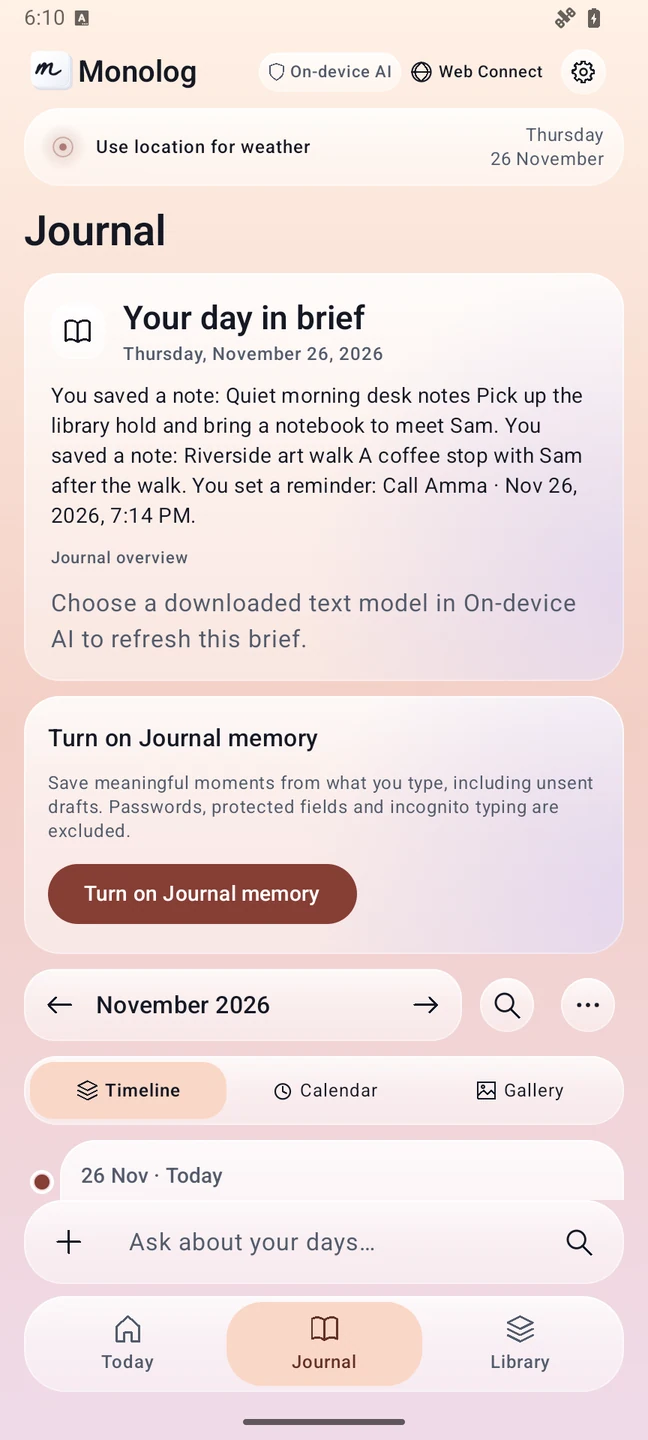 6:10
Monolog
On-device AI
Web Connect
Use location for weather
Thursday
26 November
Journal
Your day in brief
Thursday, November 26, 2026
You saved a note: Quiet morning desk notes Pick up the
library hold and bring a notebook to meet Sam. You
saved a note: Riverside art walk A coffee stop with Sam
after the walk. You set a reminder: Call Amma · Nov 26,
2026, 7:14 PM.
Journal overview
Choose a downloaded text model in On-device
AI to refresh this brief.
Turn on Journal memory
Save meaningful moments from what you type, including unsent
drafts. Passwords, protected fields and incognito typing are
excluded.
Turn on Journal memory
November 2026
Timeline
Calendar
Gallery
26 Nov · Today
Ask about your days…
Today
Journal
Library